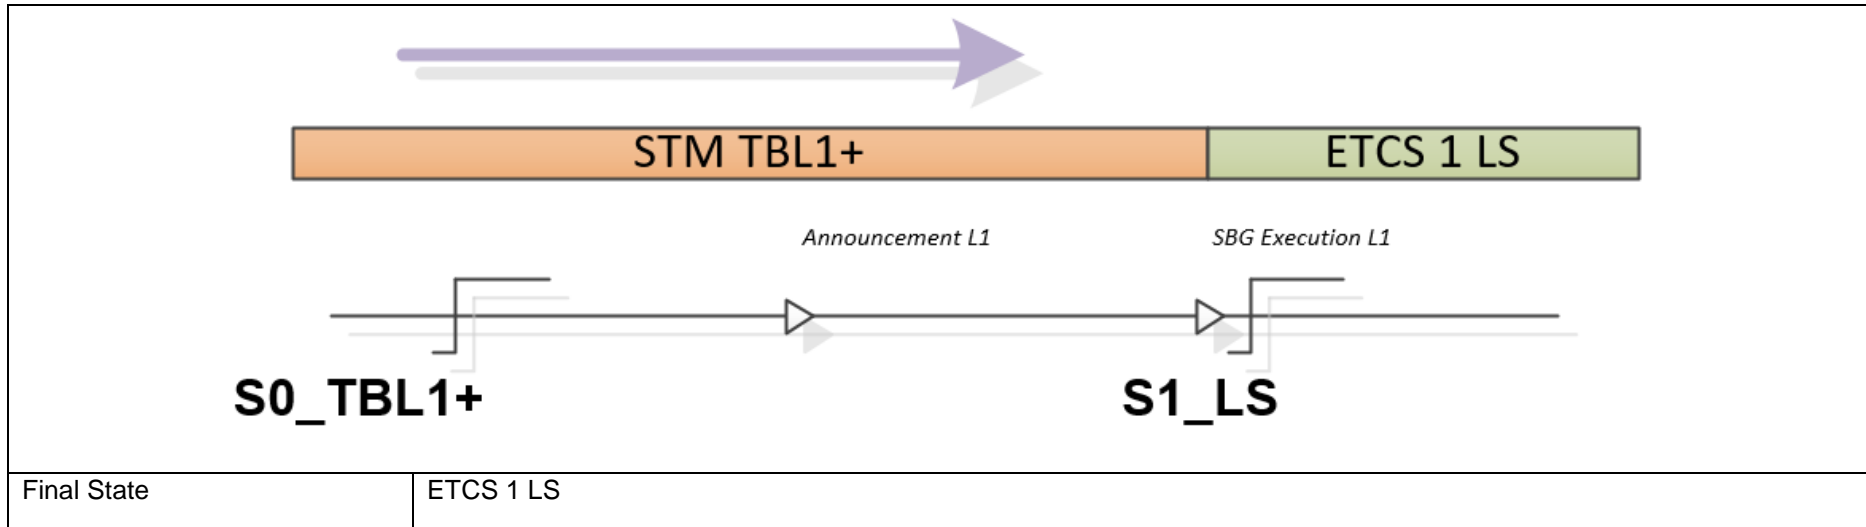 STM TBL1+ ETCS 1 LS
Announcement L1 SBG Execution L1
S0_TBL1+ S1_LS
Final State ETCS 1 LS